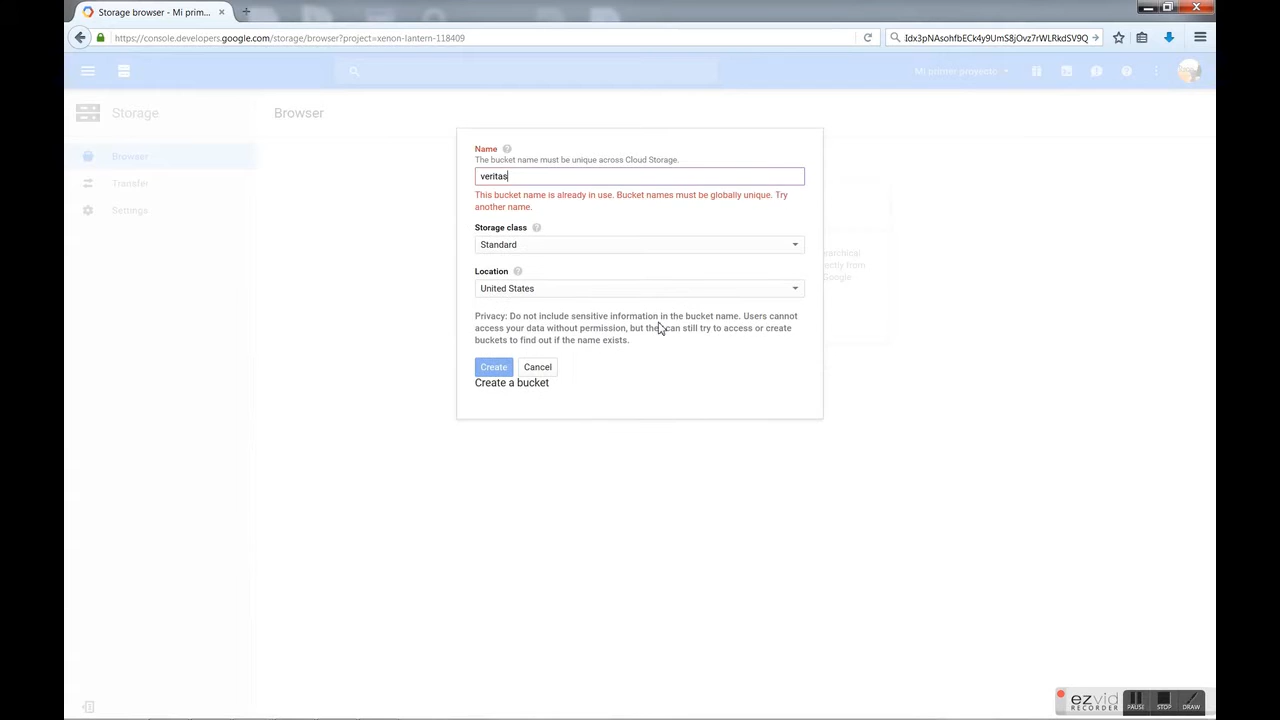 Storage browser - Mi prim...
https://console.developers.google.com/storage/browser?project=xenon-lantern-118409
Idx3pNAsohfbECk4y9UmS8jOvz7rWLRkdSV9Q
Mi primer proyecto
Storage
Browser
Browser
Transfer
Settings
Name
The bucket name must be unique across Cloud Storage.
veritas
This bucket name is already in use. Bucket names must be globally unique. Try
another name.
Storage class
Standard
Location
United States
Privacy: Do not include sensitive information in the bucket name. Users cannot
access your data without permission, but they can still try to access or create
buckets to find out if the name exists.
Create
Cancel
Create a bucket
erarchical
ctly from
Google
ezvid
RECORDER
PAUSE
STOP
DRAW